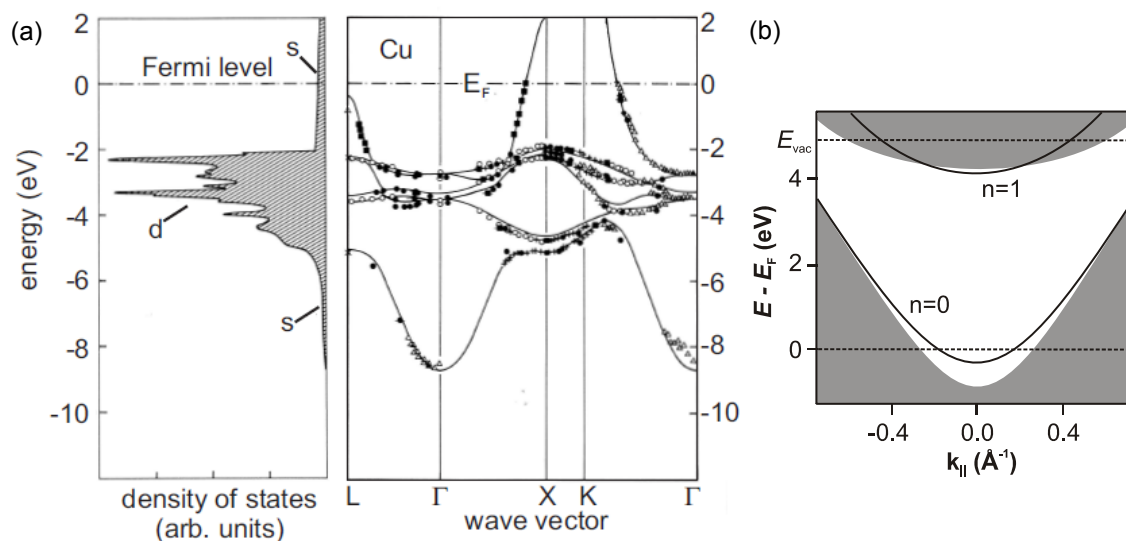 (a)
2
0
-2
-4
-6
-8
-10
energy (eV)
s
Fermi level
d
s
density of states
(arb. units)
Cu
E_F
L Γ X K Γ
wave vector
2
0
-2
-4
-6
-8
-10
(b)
E_vac
4
2
0
E - E_F (eV)
n=1
n=0
-0.4 0.0 0.4
k_|| (Å⁻¹)